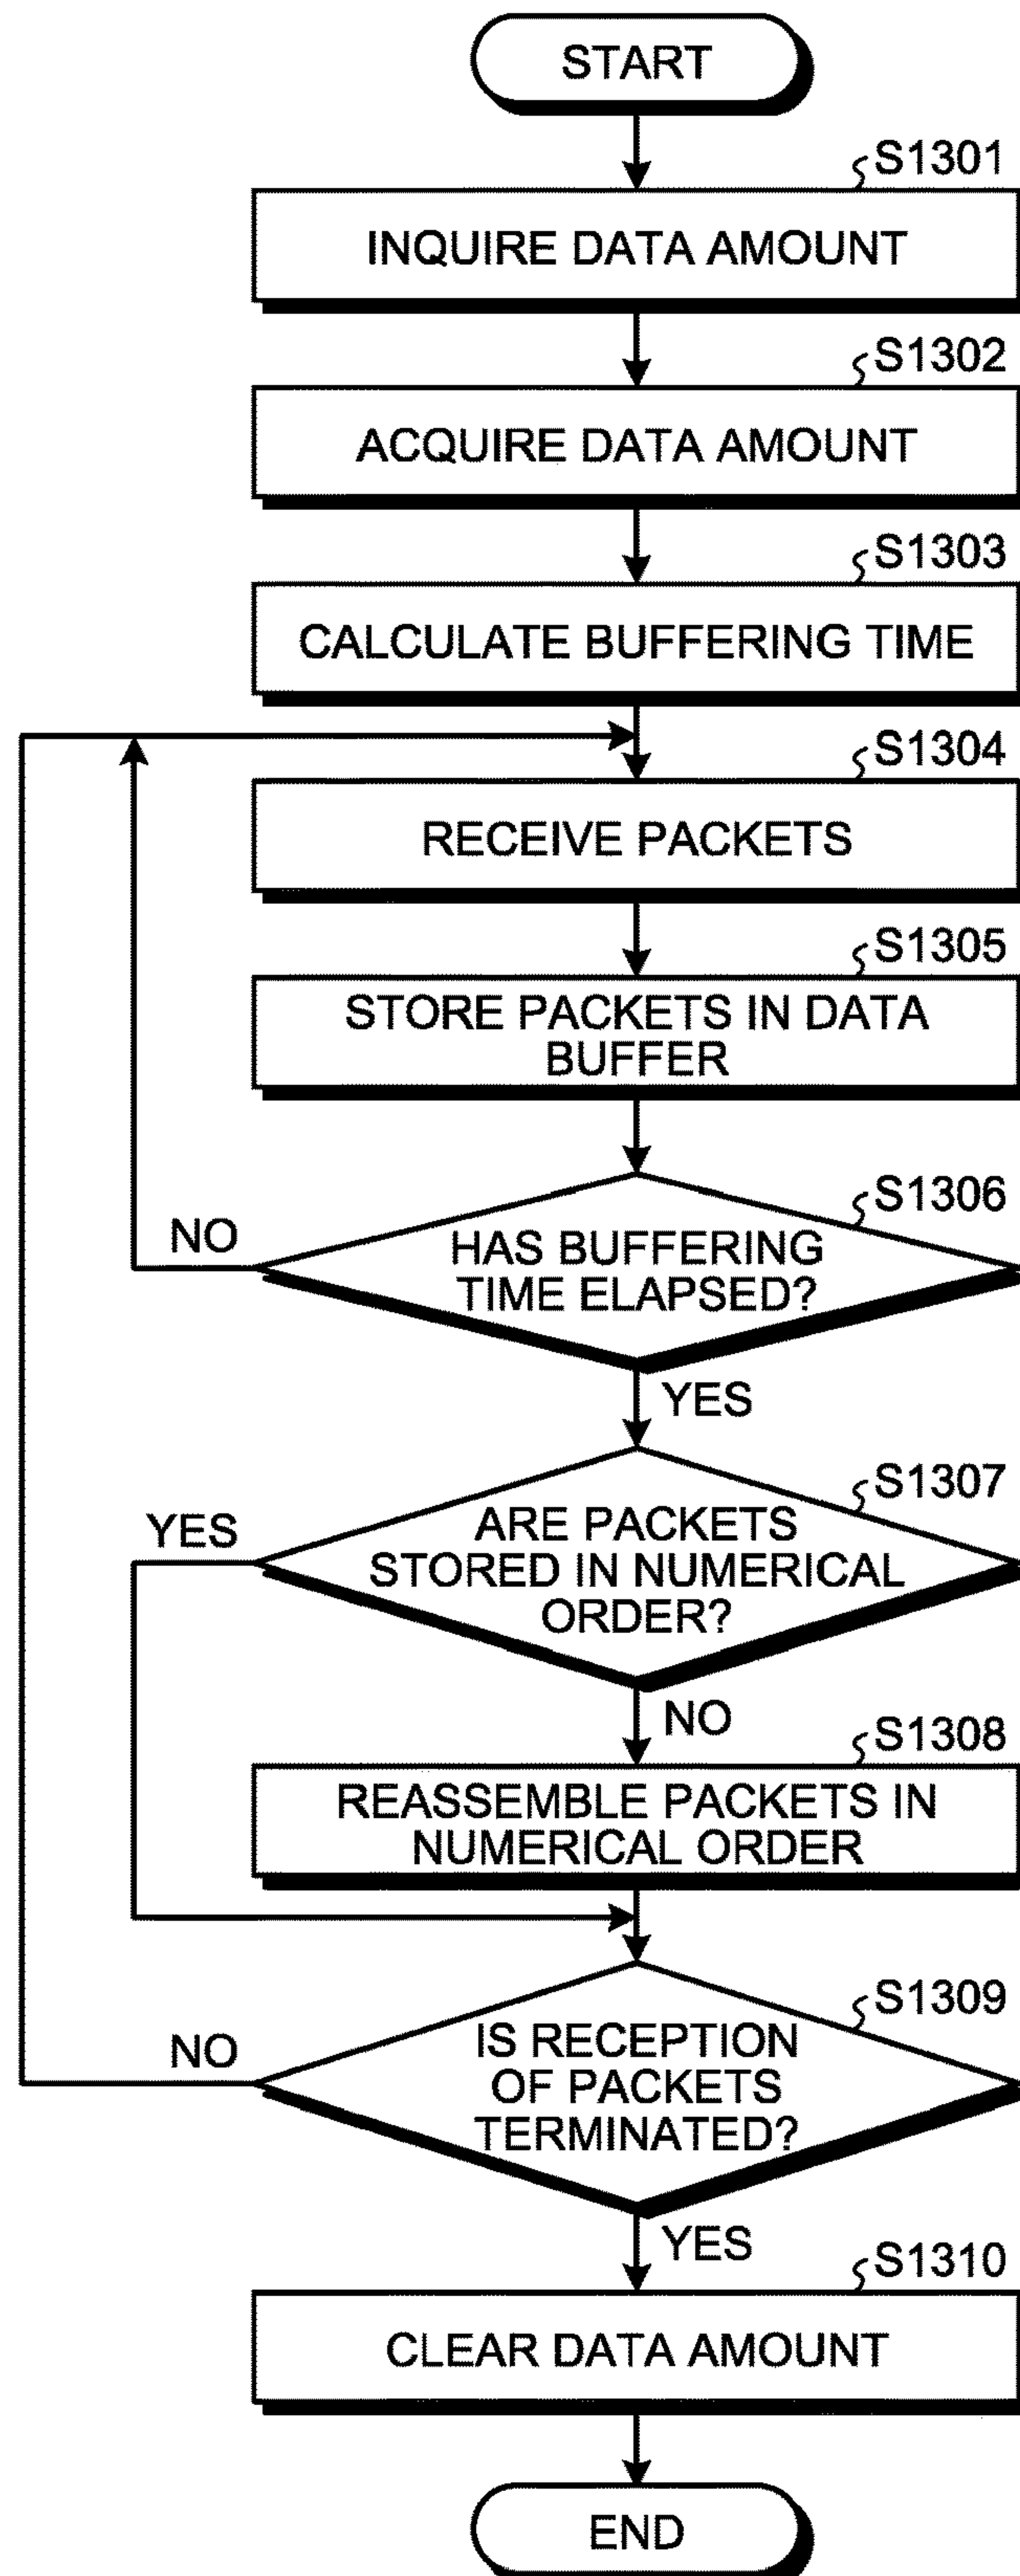 START
S1301
INQUIRE DATA AMOUNT
S1302
ACQUIRE DATA AMOUNT
S1303
CALCULATE BUFFERING TIME
S1304
RECEIVE PACKETS
S1305
STORE PACKETS IN DATA
BUFFER
S1306
NO
HAS BUFFERING
TIME ELAPSED?
YES
S1307
YES
ARE PACKETS
STORED IN NUMERICAL
ORDER?
NO
S1308
REASSEMBLE PACKETS IN
NUMERICAL ORDER
S1309
NO
IS RECEPTION
OF PACKETS
TERMINATED?
YES
S1310
CLEAR DATA AMOUNT
END